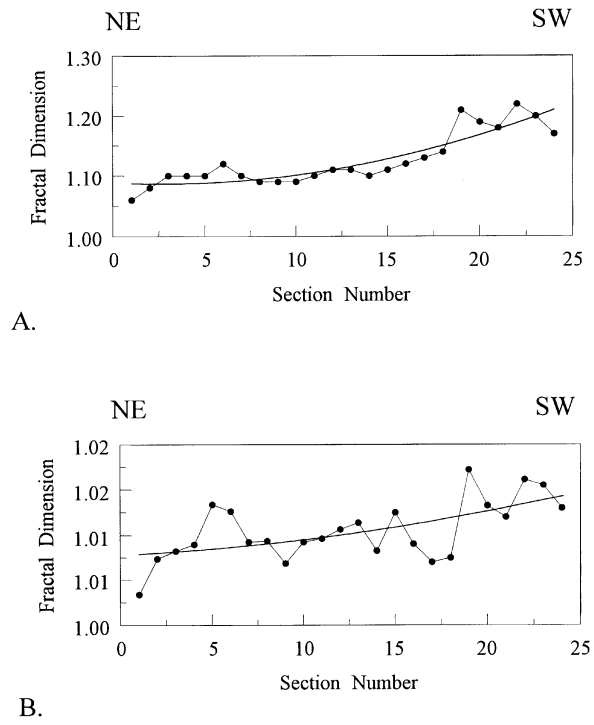 NE SW
1.30
1.20
1.10
1.00
Fractal Dimension
0 5 10 15 20 25
Section Number
A.
NE SW
1.02
1.02
1.01
1.01
1.00
Fractal Dimension
0 5 10 15 20 25
Section Number
B.